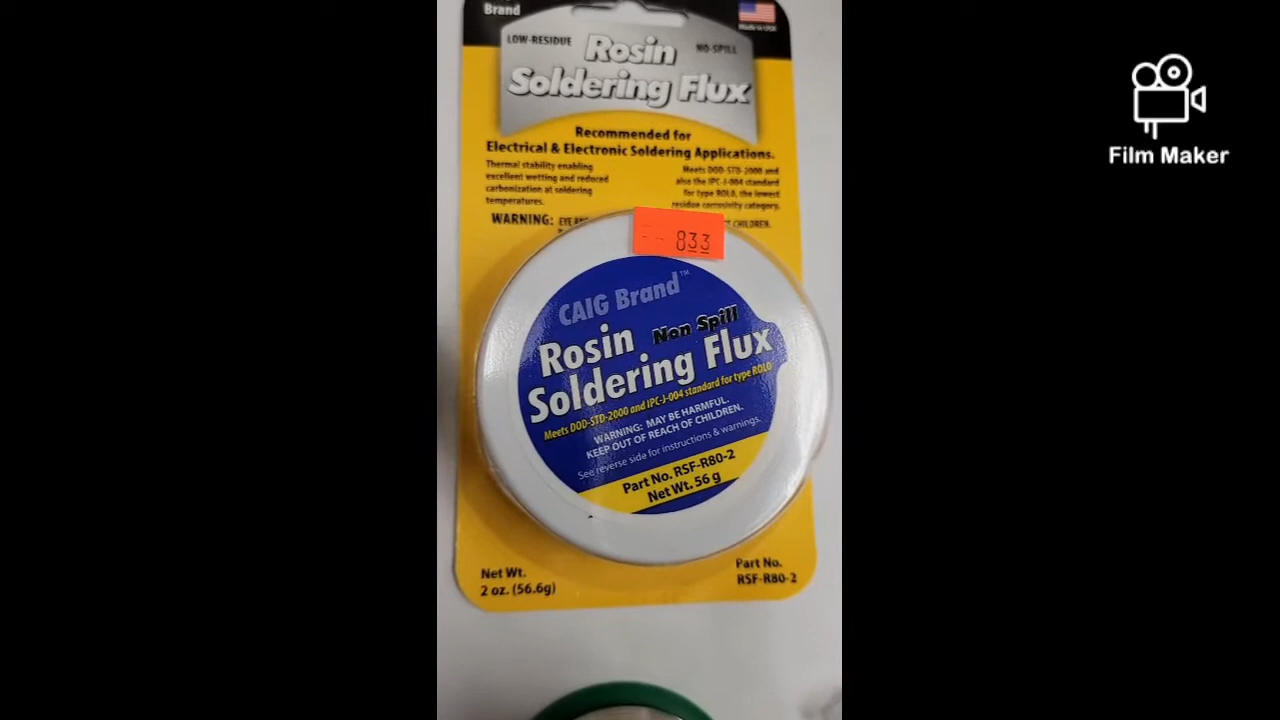 Brand
Made in USA
LOW-RESIDUE Rosin NO-SPILL
Soldering Flux
Recommended for
Electrical & Electronic Soldering Applications.
Thermal stability enabling
excellent wetting and reduced
carbonization at soldering
temperatures.
Meets DOD-STD-2000 and
also the IPC-J-004 standard
for type ROL0, the lowest
residue corrosivity category.
WARNING: EYE CHILDREN.
833
CAIG Brand™
Rosin Non Spill
Soldering Flux
Meets DOD-STD-2000 and IPC-J-004 standard for type ROL0
WARNING: MAY BE HARMFUL.
KEEP OUT OF REACH OF CHILDREN.
See reverse side for instructions & warnings.
Part No. RSF-R80-2
Net Wt. 56 g
Net Wt.
2 oz. (56.6g)
Part No.
RSF-R80-2
Film Maker